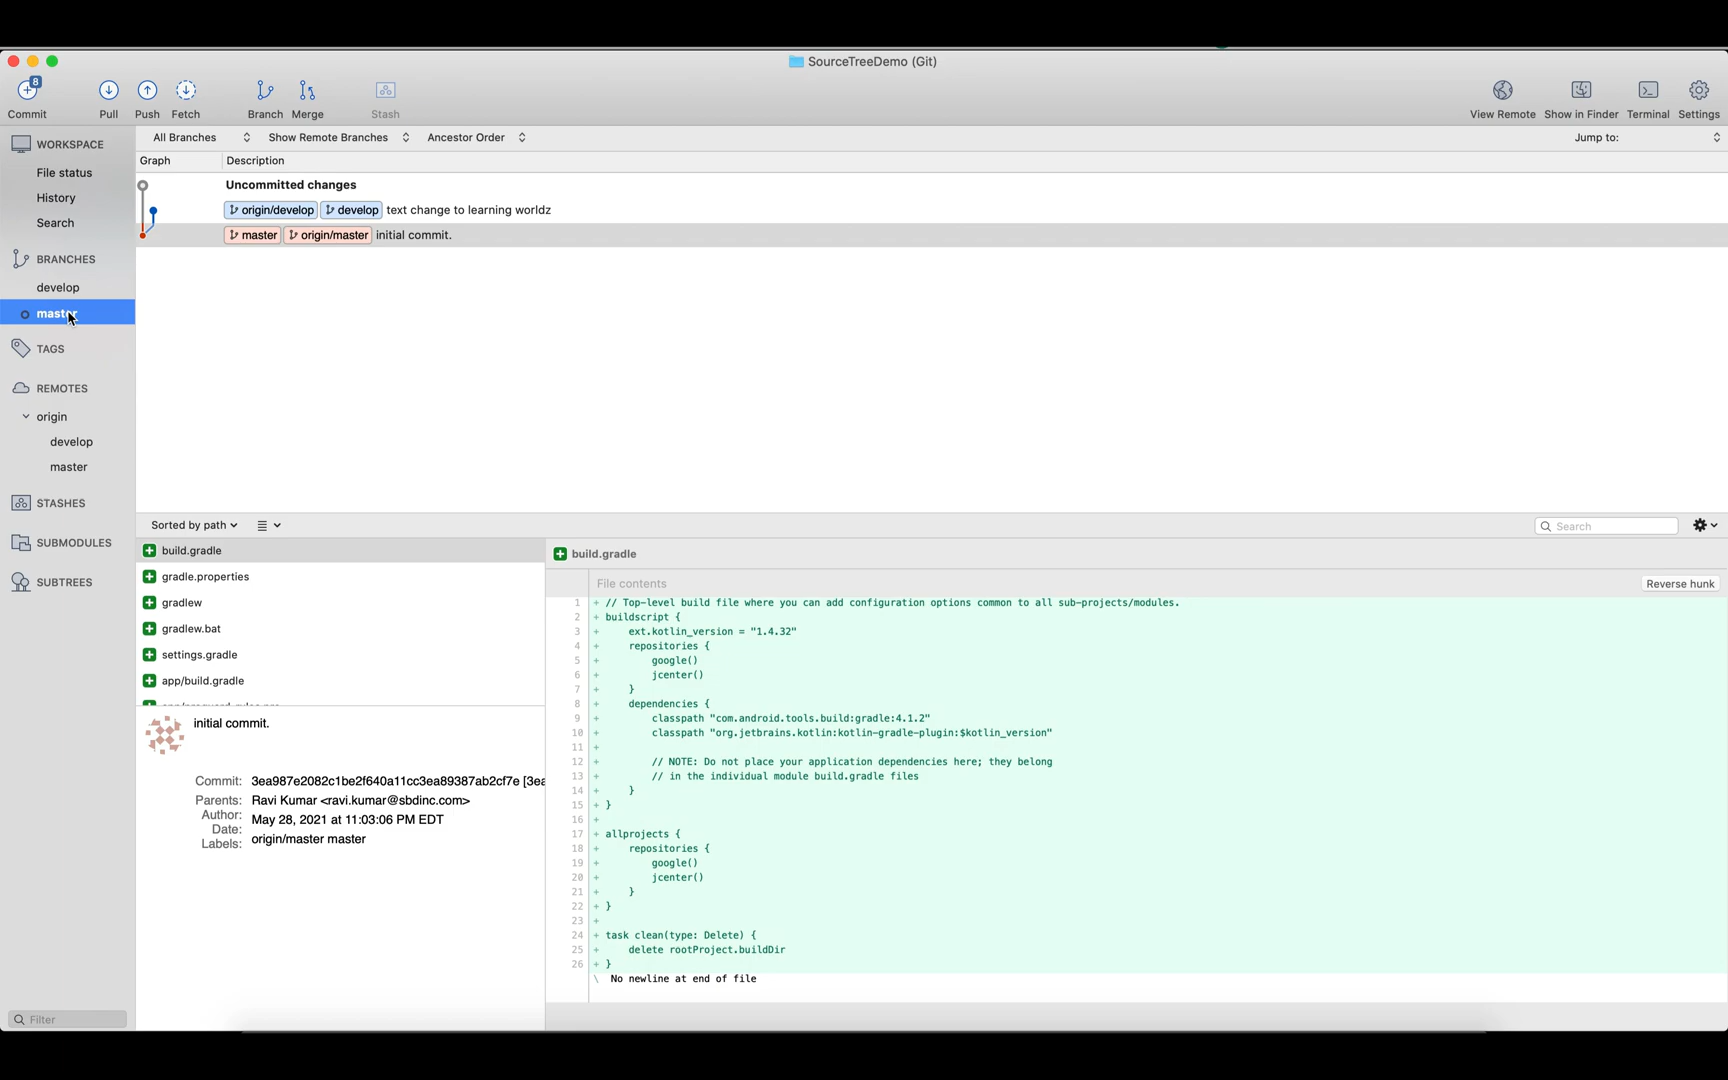 SourceTreeDemo (Git)
8
Commit Pull Push Fetch Branch Merge Stash View Remote Show in Finder Terminal Settings
WORKSPACE
File status
History
Search
BRANCHES
develop
master
TAGS
REMOTES
origin
develop
master
STASHES
SUBMODULES
SUBTREES
Filter
All Branches Show Remote Branches Ancestor Order Jump to:
Graph Description
Uncommitted changes
origin/develop develop text change to learning worldz
master origin/master initial commit.
Sorted by path Search
build.gradle
gradle.properties
gradlew
gradlew.bat
settings.gradle
app/build.gradle
initial commit.
Commit: 3ea987e2082c1be2f640a11cc3ea89387ab2cf7e [3ea
Parents: Ravi Kumar <ravi.kumar@sbdinc.com>
Author: May 28, 2021 at 11:03:06 PM EDT
Date:
Labels: origin/master master
build.gradle
File contents Reverse hunk
1 + // Top-level build file where you can add configuration options common to all sub-projects/modules.
2 + buildscript {
3 + ext.kotlin_version = "1.4.32"
4 + repositories {
5 + google()
6 + jcenter()
7 + }
8 + dependencies {
9 + classpath "com.android.tools.build:gradle:4.1.2"
10 + classpath "org.jetbrains.kotlin:kotlin-gradle-plugin:$kotlin_version"
11 +
12 + // NOTE: Do not place your application dependencies here; they belong
13 + // in the individual module build.gradle files
14 + }
15 + }
16 +
17 + allprojects {
18 + repositories {
19 + google()
20 + jcenter()
21 + }
22 + }
23 +
24 + task clean(type: Delete) {
25 + delete rootProject.buildDir
26 + }
\ No newline at end of file